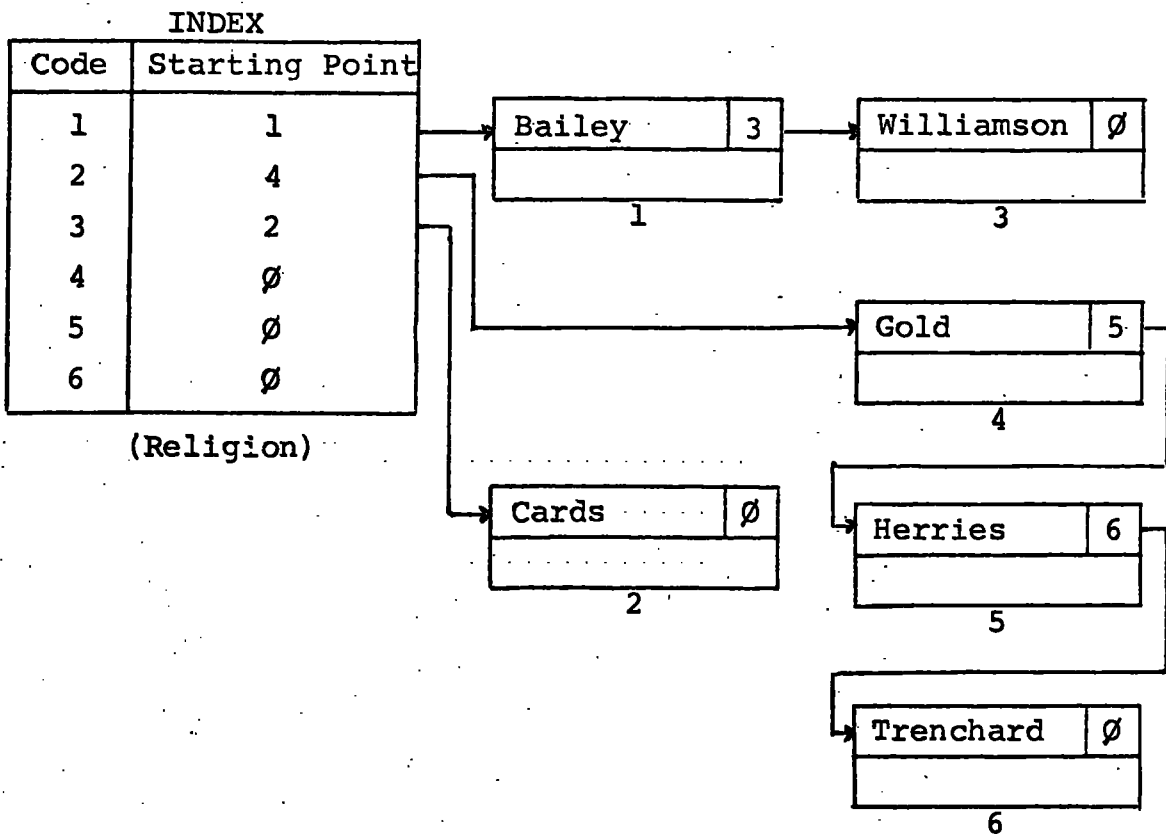 INDEX
Code Starting Point
1 1
2 4
3 2
4 Ø
5 Ø
6 Ø
(Religion)
Bailey 3
1
Williamson Ø
3
Gold 5
4
Cards Ø
2
Herries 6
5
Trenchard Ø
6